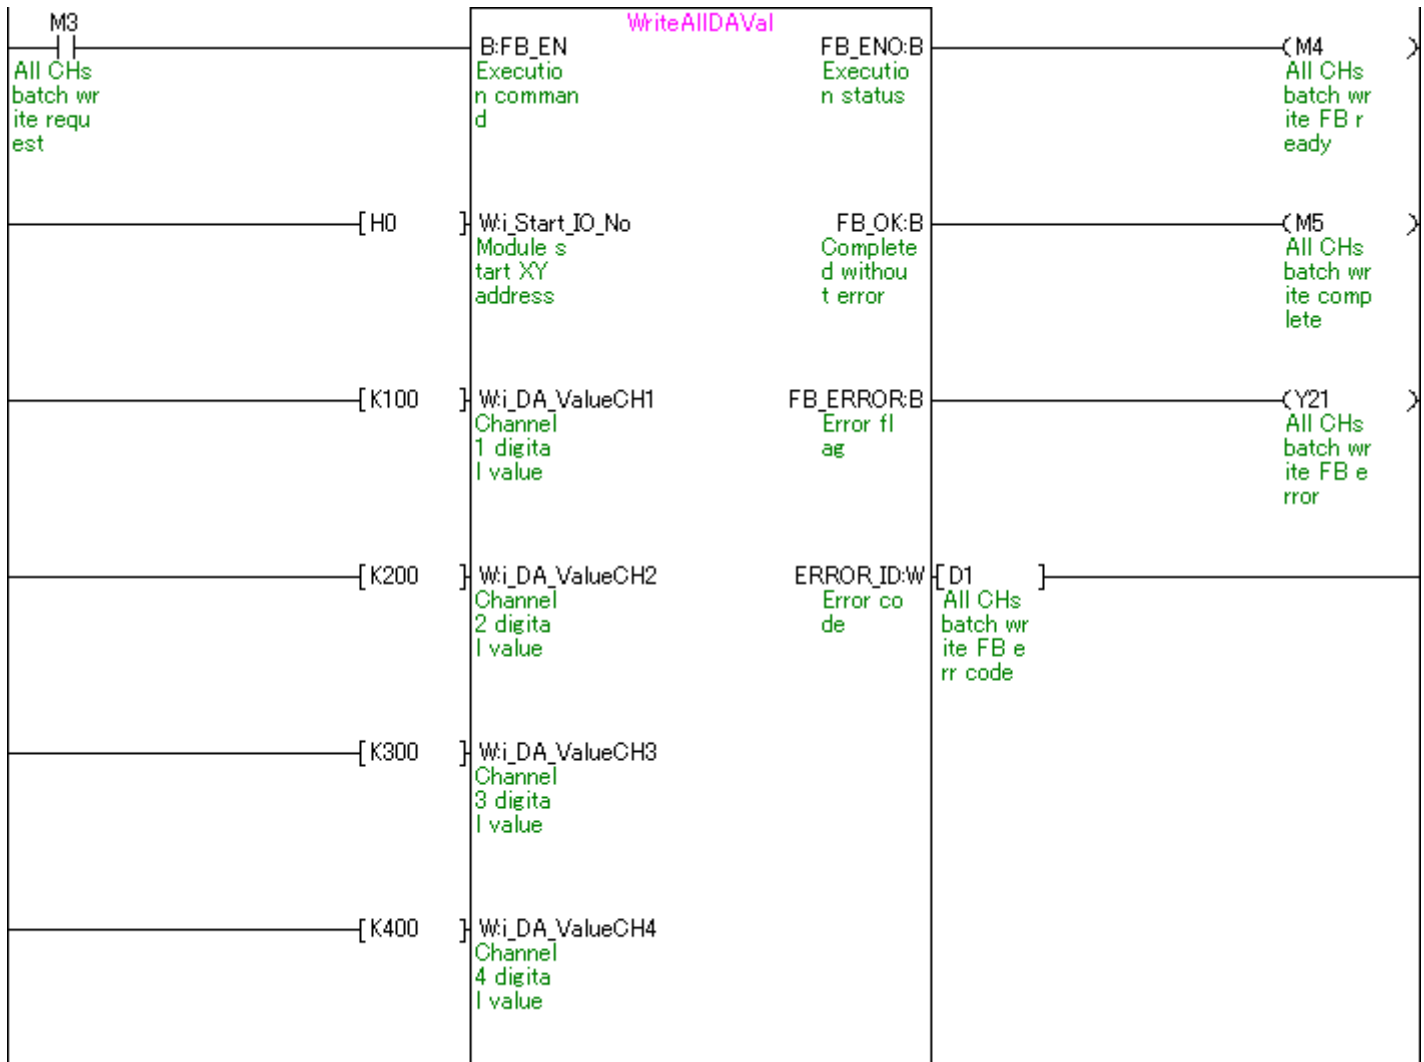 M3
WriteAllDAVal
B:FB_EN
FB_ENO:B
(M4 )
All CHs
batch wr
ite requ
est
Executio
n comman
d
Executio
n status
All CHs
batch wr
ite FB r
eady
[H0 ]
W:i_Start_IO_No
FB_OK:B
(M5 )
Module s
tart XY
address
Complete
d withou
t error
All CHs
batch wr
ite comp
lete
[K100 ]
W:i_DA_ValueCH1
FB_ERROR:B
(Y21 )
Channel
1 digita
l value
Error fl
ag
All CHs
batch wr
ite FB e
rror
[K200 ]
W:i_DA_ValueCH2
ERROR_ID:W
[D1 ]
Channel
2 digita
l value
Error co
de
All CHs
batch wr
ite FB e
rr code
[K300 ]
W:i_DA_ValueCH3
Channel
3 digita
l value
[K400 ]
W:i_DA_ValueCH4
Channel
4 digita
l value